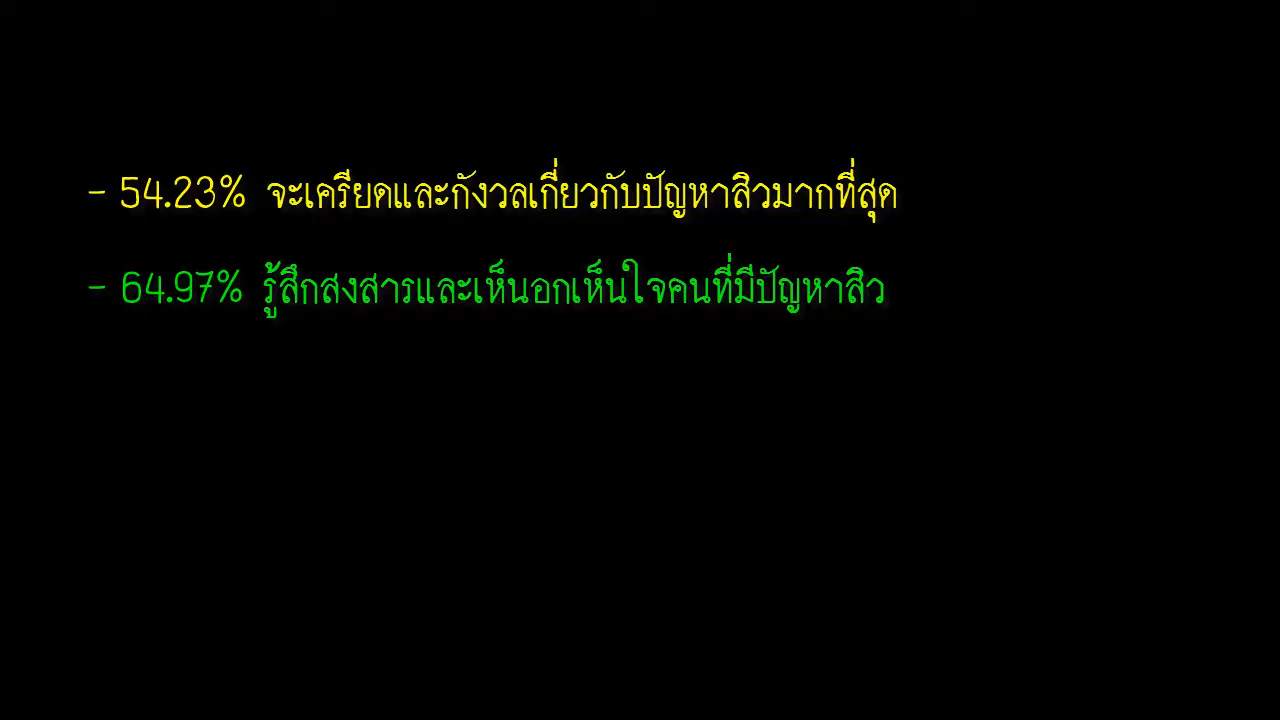 - 54.23% จะเครียดและกังวลเกี่ยวกับปัญหาสิวมากที่สุด
- 64.97% รู้สึกสงสารและเห็นอกเห็นใจคนที่มีปัญหาสิว